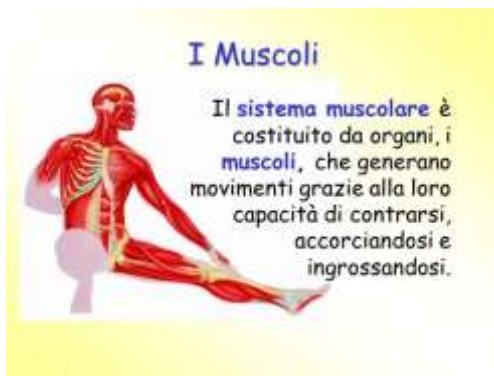 I Muscoli
Il sistema muscolare è
costituito da organi, i
muscoli, che generano
movimenti grazie alla loro
capacità di contrarsi,
accorciandosi e
ingrossandosi.